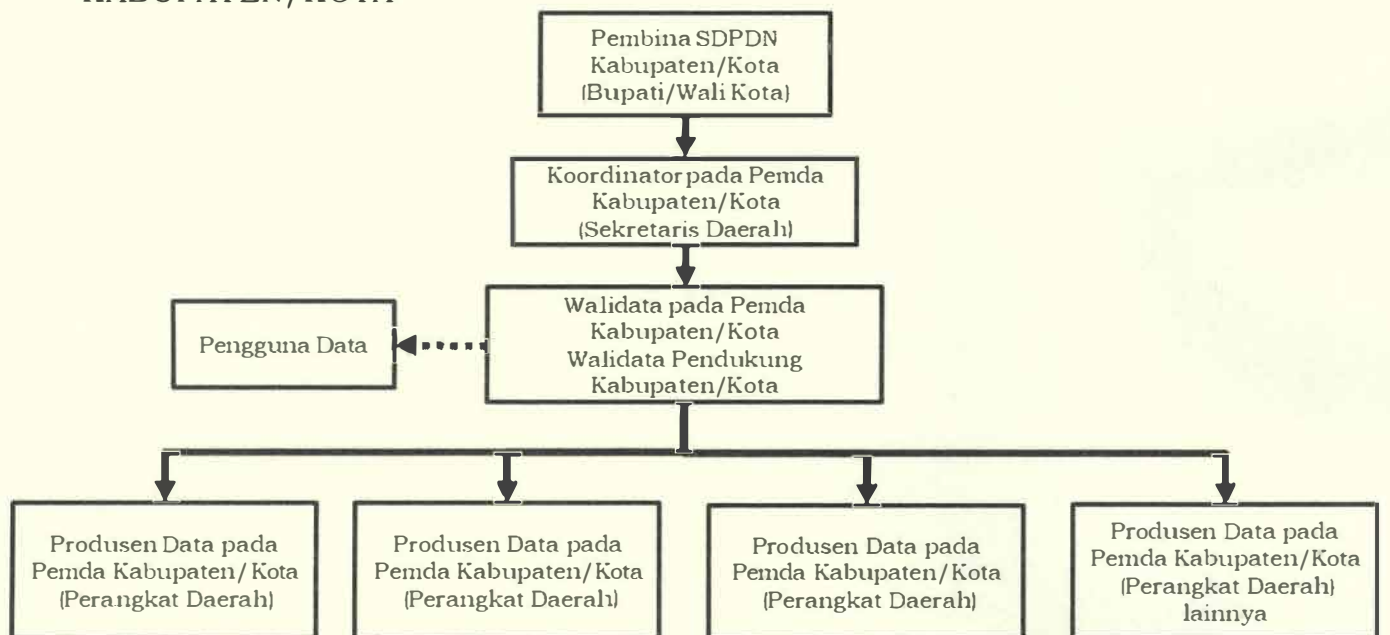 KABUPATEN/KOTA
Pembina SDPDN
Kabupaten/Kota
(Bupati/Wali Kota)
Koordinator pada Pemda
Kabupaten/Kota
(Sekretaris Daerah)
Walidata pada Pemda
Kabupaten/Kota
Walidata Pendukung
Kabupaten/Kota
Pengguna Data
Produsen Data pada
Pemda Kabupaten/Kota
(Perangkat Daerah)
Produsen Data pada
Pemda Kabupaten/Kota
(Perangkat Daerah)
Produsen Data pada
Pemda Kabupaten/Kota
(Perangkat Daerah)
Produsen Data pada
Pemda Kabupaten/Kota
(Perangkat Daerah)
lainnya